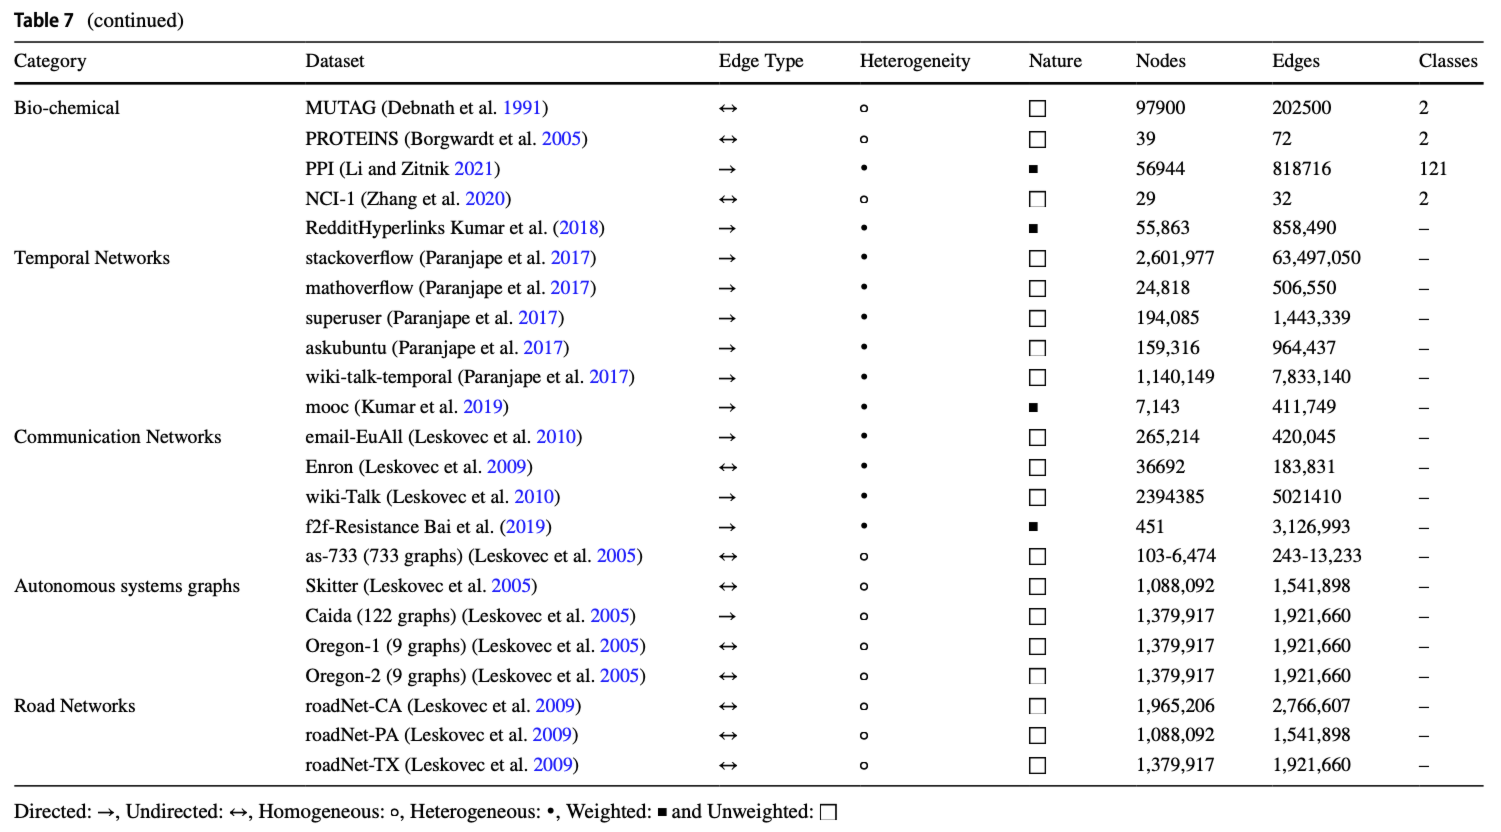 Table 7 (continued)
Category Dataset Edge Type Heterogeneity Nature Nodes Edges Classes
Bio-chemical MUTAG (Debnath et al. 1991) ↔ ∘ □ 97900 202500 2
PROTEINS (Borgwardt et al. 2005) ↔ ∘ □ 39 72 2
PPI (Li and Zitnik 2021) → • ■ 56944 818716 121
NCI-1 (Zhang et al. 2020) ↔ ∘ □ 29 32 2
RedditHyperlinks Kumar et al. (2018) → • ■ 55,863 858,490 –
Temporal Networks stackoverflow (Paranjape et al. 2017) → • □ 2,601,977 63,497,050 –
mathoverflow (Paranjape et al. 2017) → • □ 24,818 506,550 –
superuser (Paranjape et al. 2017) → • □ 194,085 1,443,339 –
askubuntu (Paranjape et al. 2017) → • □ 159,316 964,437 –
wiki-talk-temporal (Paranjape et al. 2017) → • □ 1,140,149 7,833,140 –
mooc (Kumar et al. 2019) → • ■ 7,143 411,749 –
Communication Networks email-EuAll (Leskovec et al. 2010) → • □ 265,214 420,045 –
Enron (Leskovec et al. 2009) ↔ • □ 36692 183,831 –
wiki-Talk (Leskovec et al. 2010) → • □ 2394385 5021410 –
f2f-Resistance Bai et al. (2019) → • ■ 451 3,126,993 –
as-733 (733 graphs) (Leskovec et al. 2005) ↔ ∘ □ 103-6,474 243-13,233 –
Autonomous systems graphs Skitter (Leskovec et al. 2005) ↔ ∘ □ 1,088,092 1,541,898 –
Caida (122 graphs) (Leskovec et al. 2005) → ∘ □ 1,379,917 1,921,660 –
Oregon-1 (9 graphs) (Leskovec et al. 2005) ↔ ∘ □ 1,379,917 1,921,660 –
Oregon-2 (9 graphs) (Leskovec et al. 2005) ↔ ∘ □ 1,379,917 1,921,660 –
Road Networks roadNet-CA (Leskovec et al. 2009) ↔ ∘ □ 1,965,206 2,766,607 –
roadNet-PA (Leskovec et al. 2009) ↔ ∘ □ 1,088,092 1,541,898 –
roadNet-TX (Leskovec et al. 2009) ↔ ∘ □ 1,379,917 1,921,660 –
Directed: →, Undirected: ↔, Homogeneous: ∘, Heterogeneous: •, Weighted: ■ and Unweighted: □